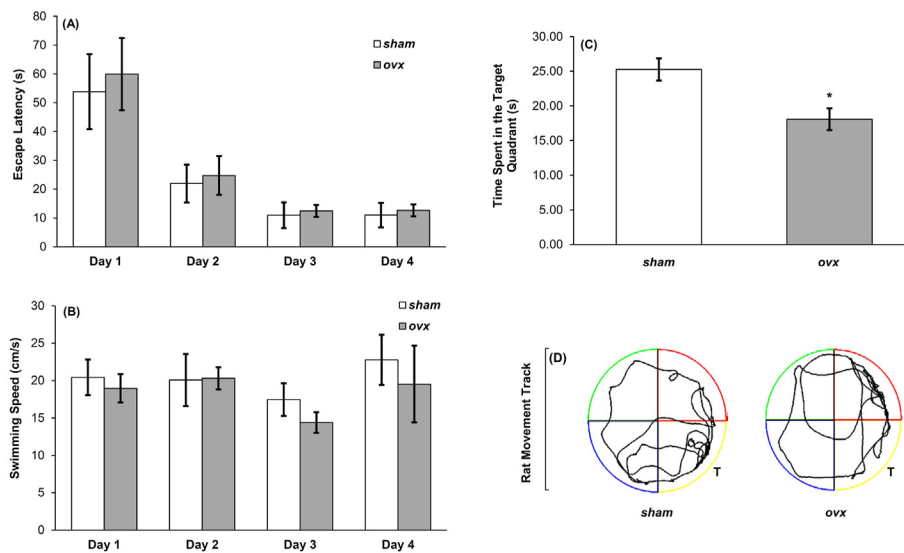 (A)
Escape Latency (s)
80
70
60
50
40
30
20
10
0
sham
ovx
Day 1 Day 2 Day 3 Day 4
(B)
Swimming Speed (cm/s)
30
25
20
15
10
5
0
sham
ovx
Day 1 Day 2 Day 3 Day 4
(C)
Time Spent in the Target
Quadrant (s)
30.00
25.00
20.00
15.00
10.00
5.00
0.00
*
sham ovx
(D)
Rat Movement Track
T T
sham ovx